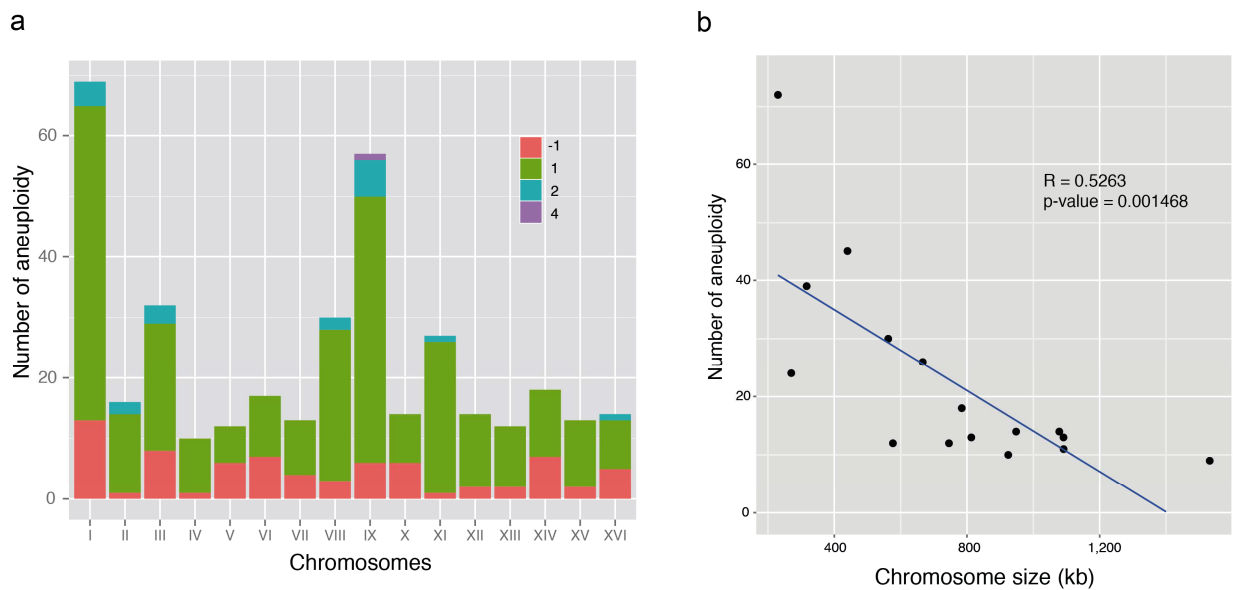 a
Number of aneuploidy
60
40
20
0
-1
1
2
4
I II III IV V VI VII VIII IX X XI XII XIII XIV XV XVI
Chromosomes
b
Number of aneuploidy
60
40
20
0
R = 0.5263
p-value = 0.001468
400 800 1,200
Chromosome size (kb)